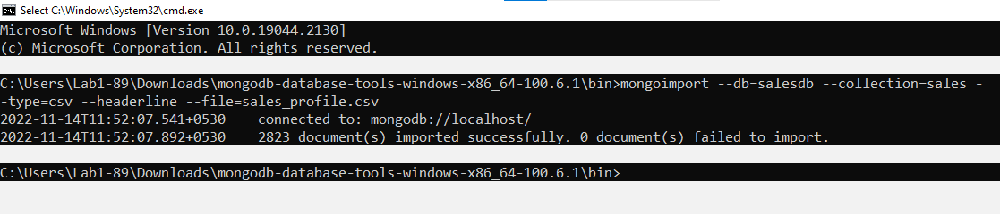 Select C:\Windows\System32\cmd.exe
Microsoft Windows [Version 10.0.19044.2130]
(c) Microsoft Corporation. All rights reserved.
C:\Users\Lab1-89\Downloads\mongodb-database-tools-windows-x86_64-100.6.1\bin>mongoimport --db=salesdb --collection=sales -
-type=csv --headerline --file=sales_profile.csv
2022-11-14T11:52:07.541+0530    connected to: mongodb://localhost/
2022-11-14T11:52:07.892+0530    2823 document(s) imported successfully. 0 document(s) failed to import.
C:\Users\Lab1-89\Downloads\mongodb-database-tools-windows-x86_64-100.6.1\bin>